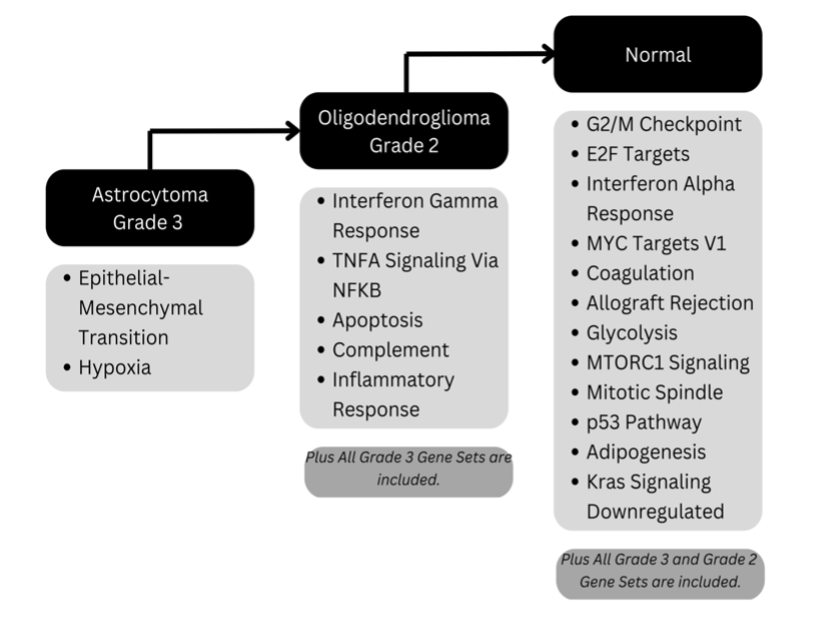 Normal
Oligodendroglioma
Grade 2
Astrocytoma
Grade 3
• Epithelial-
Mesenchymal
Transition
• Hypoxia
• Interferon Gamma
Response
• TNFA Signaling Via
NFKB
• Apoptosis
• Complement
• Inflammatory
Response
Plus All Grade 3 Gene Sets are
included.
• G2/M Checkpoint
• E2F Targets
• Interferon Alpha
Response
• MYC Targets V1
• Coagulation
• Allograft Rejection
• Glycolysis
• MTORC1 Signaling
• Mitotic Spindle
• p53 Pathway
• Adipogenesis
• Kras Signaling
Downregulated
Plus All Grade 3 and Grade 2
Gene Sets are included.